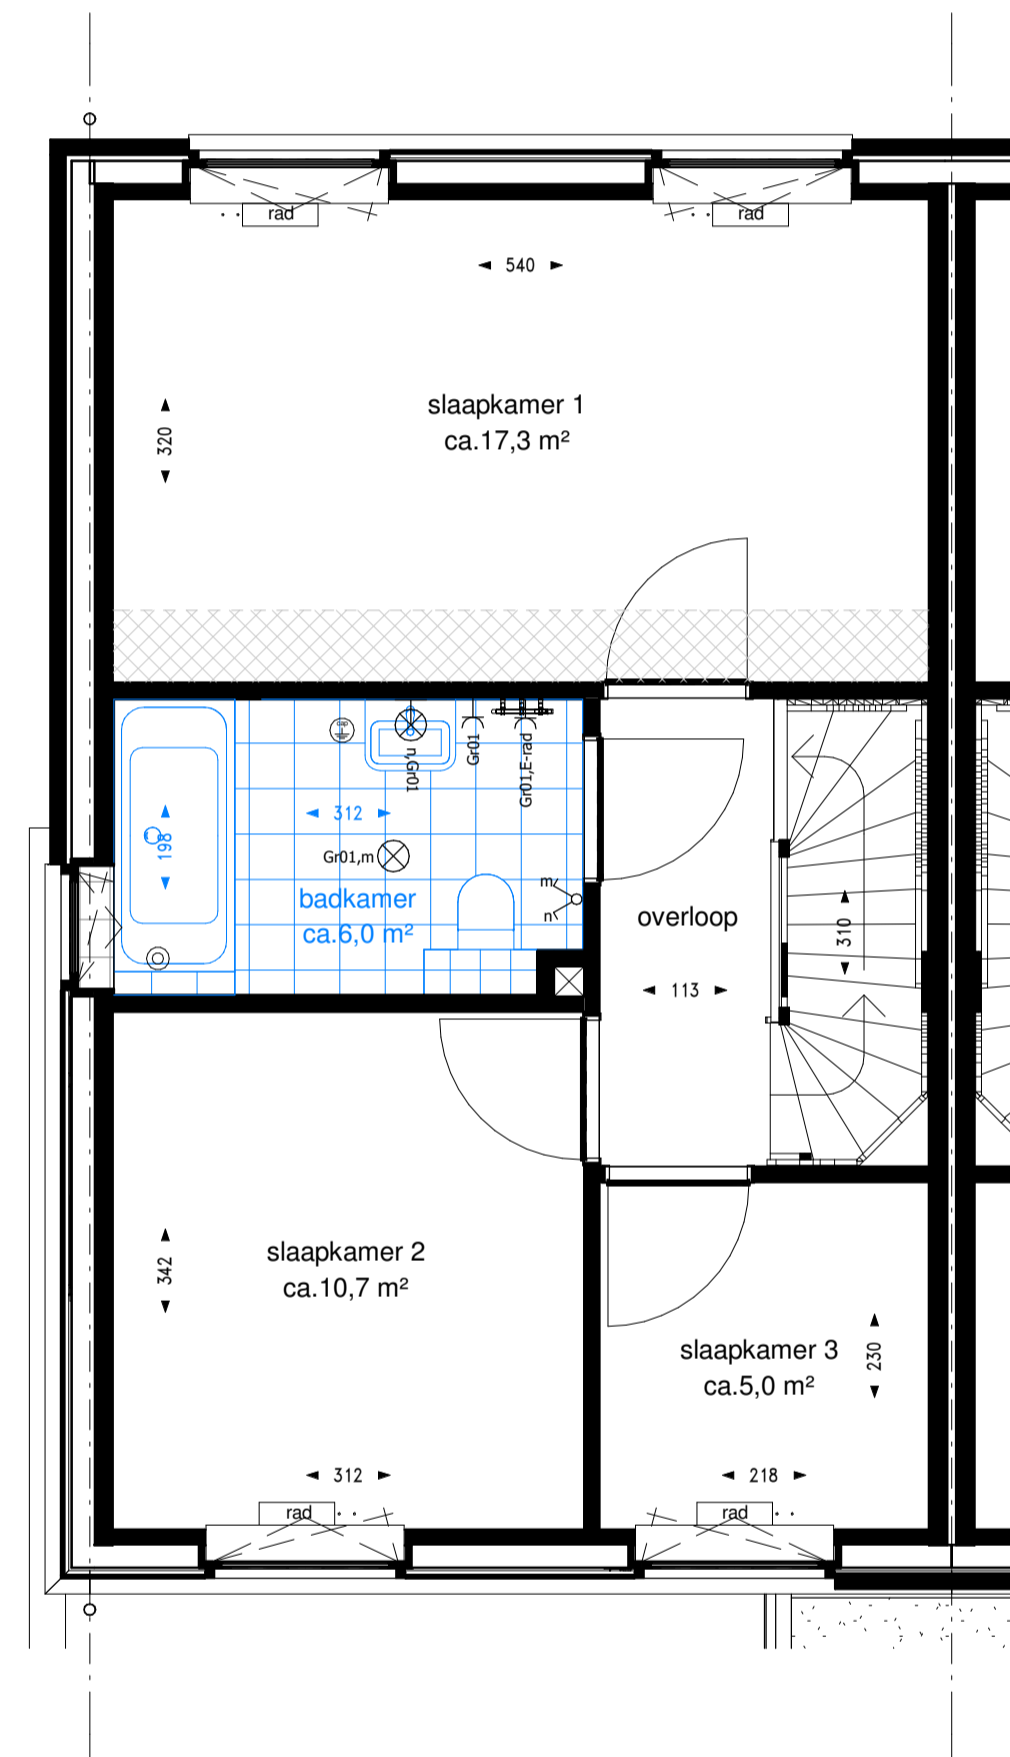 rad
rad
540
slaapkamer 1
ca.17,3 m²
320
n,Gr01
Gr01
Gr01,E-rad
312
198
Gr01,m
badkamer
ca.6,0 m²
m
n
overloop
310
113
slaapkamer 2
ca.10,7 m²
342
slaapkamer 3
ca.5,0 m²
230
312
218
rad
rad